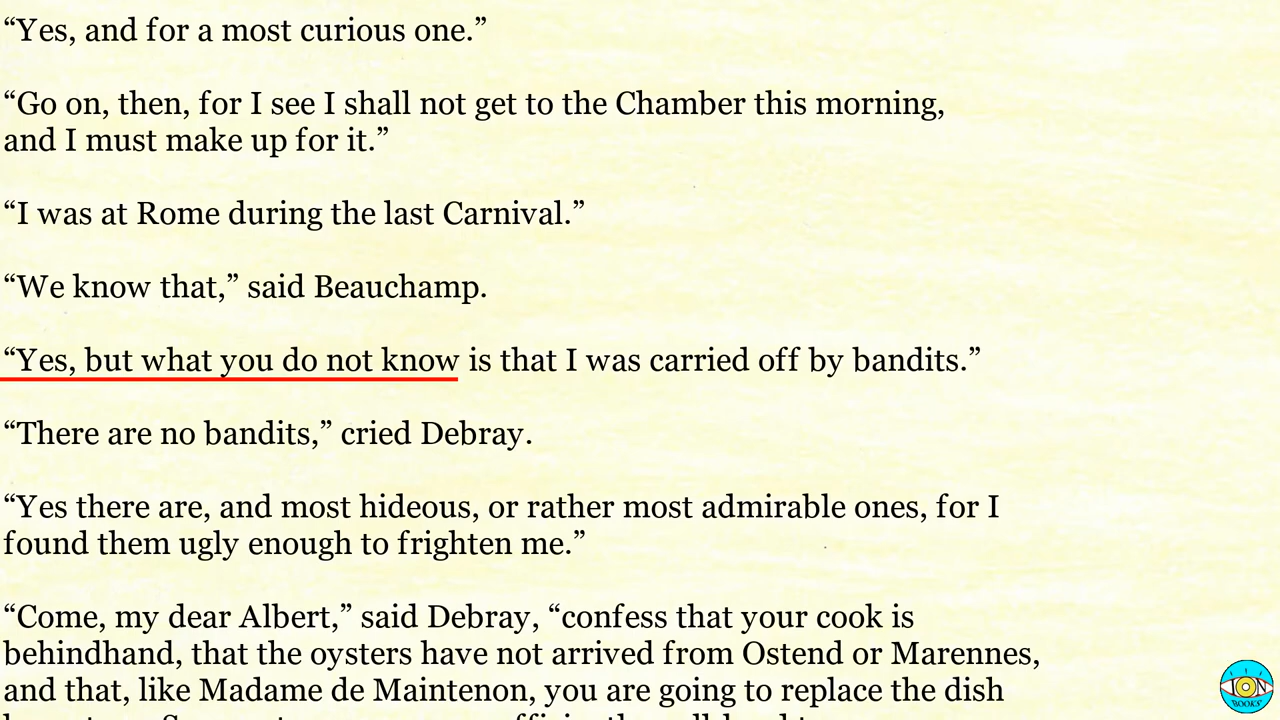 “Yes, and for a most curious one.”
“Go on, then, for I see I shall not get to the Chamber this morning,
and I must make up for it.”
“I was at Rome during the last Carnival.”
“We know that,” said Beauchamp.
“Yes, but what you do not know is that I was carried off by bandits.”
“There are no bandits,” cried Debray.
“Yes there are, and most hideous, or rather most admirable ones, for I
found them ugly enough to frighten me.”
“Come, my dear Albert,” said Debray, “confess that your cook is
behindhand, that the oysters have not arrived from Ostend or Marennes,
and that, like Madame de Maintenon, you are going to replace the dish
ION
BOOKS